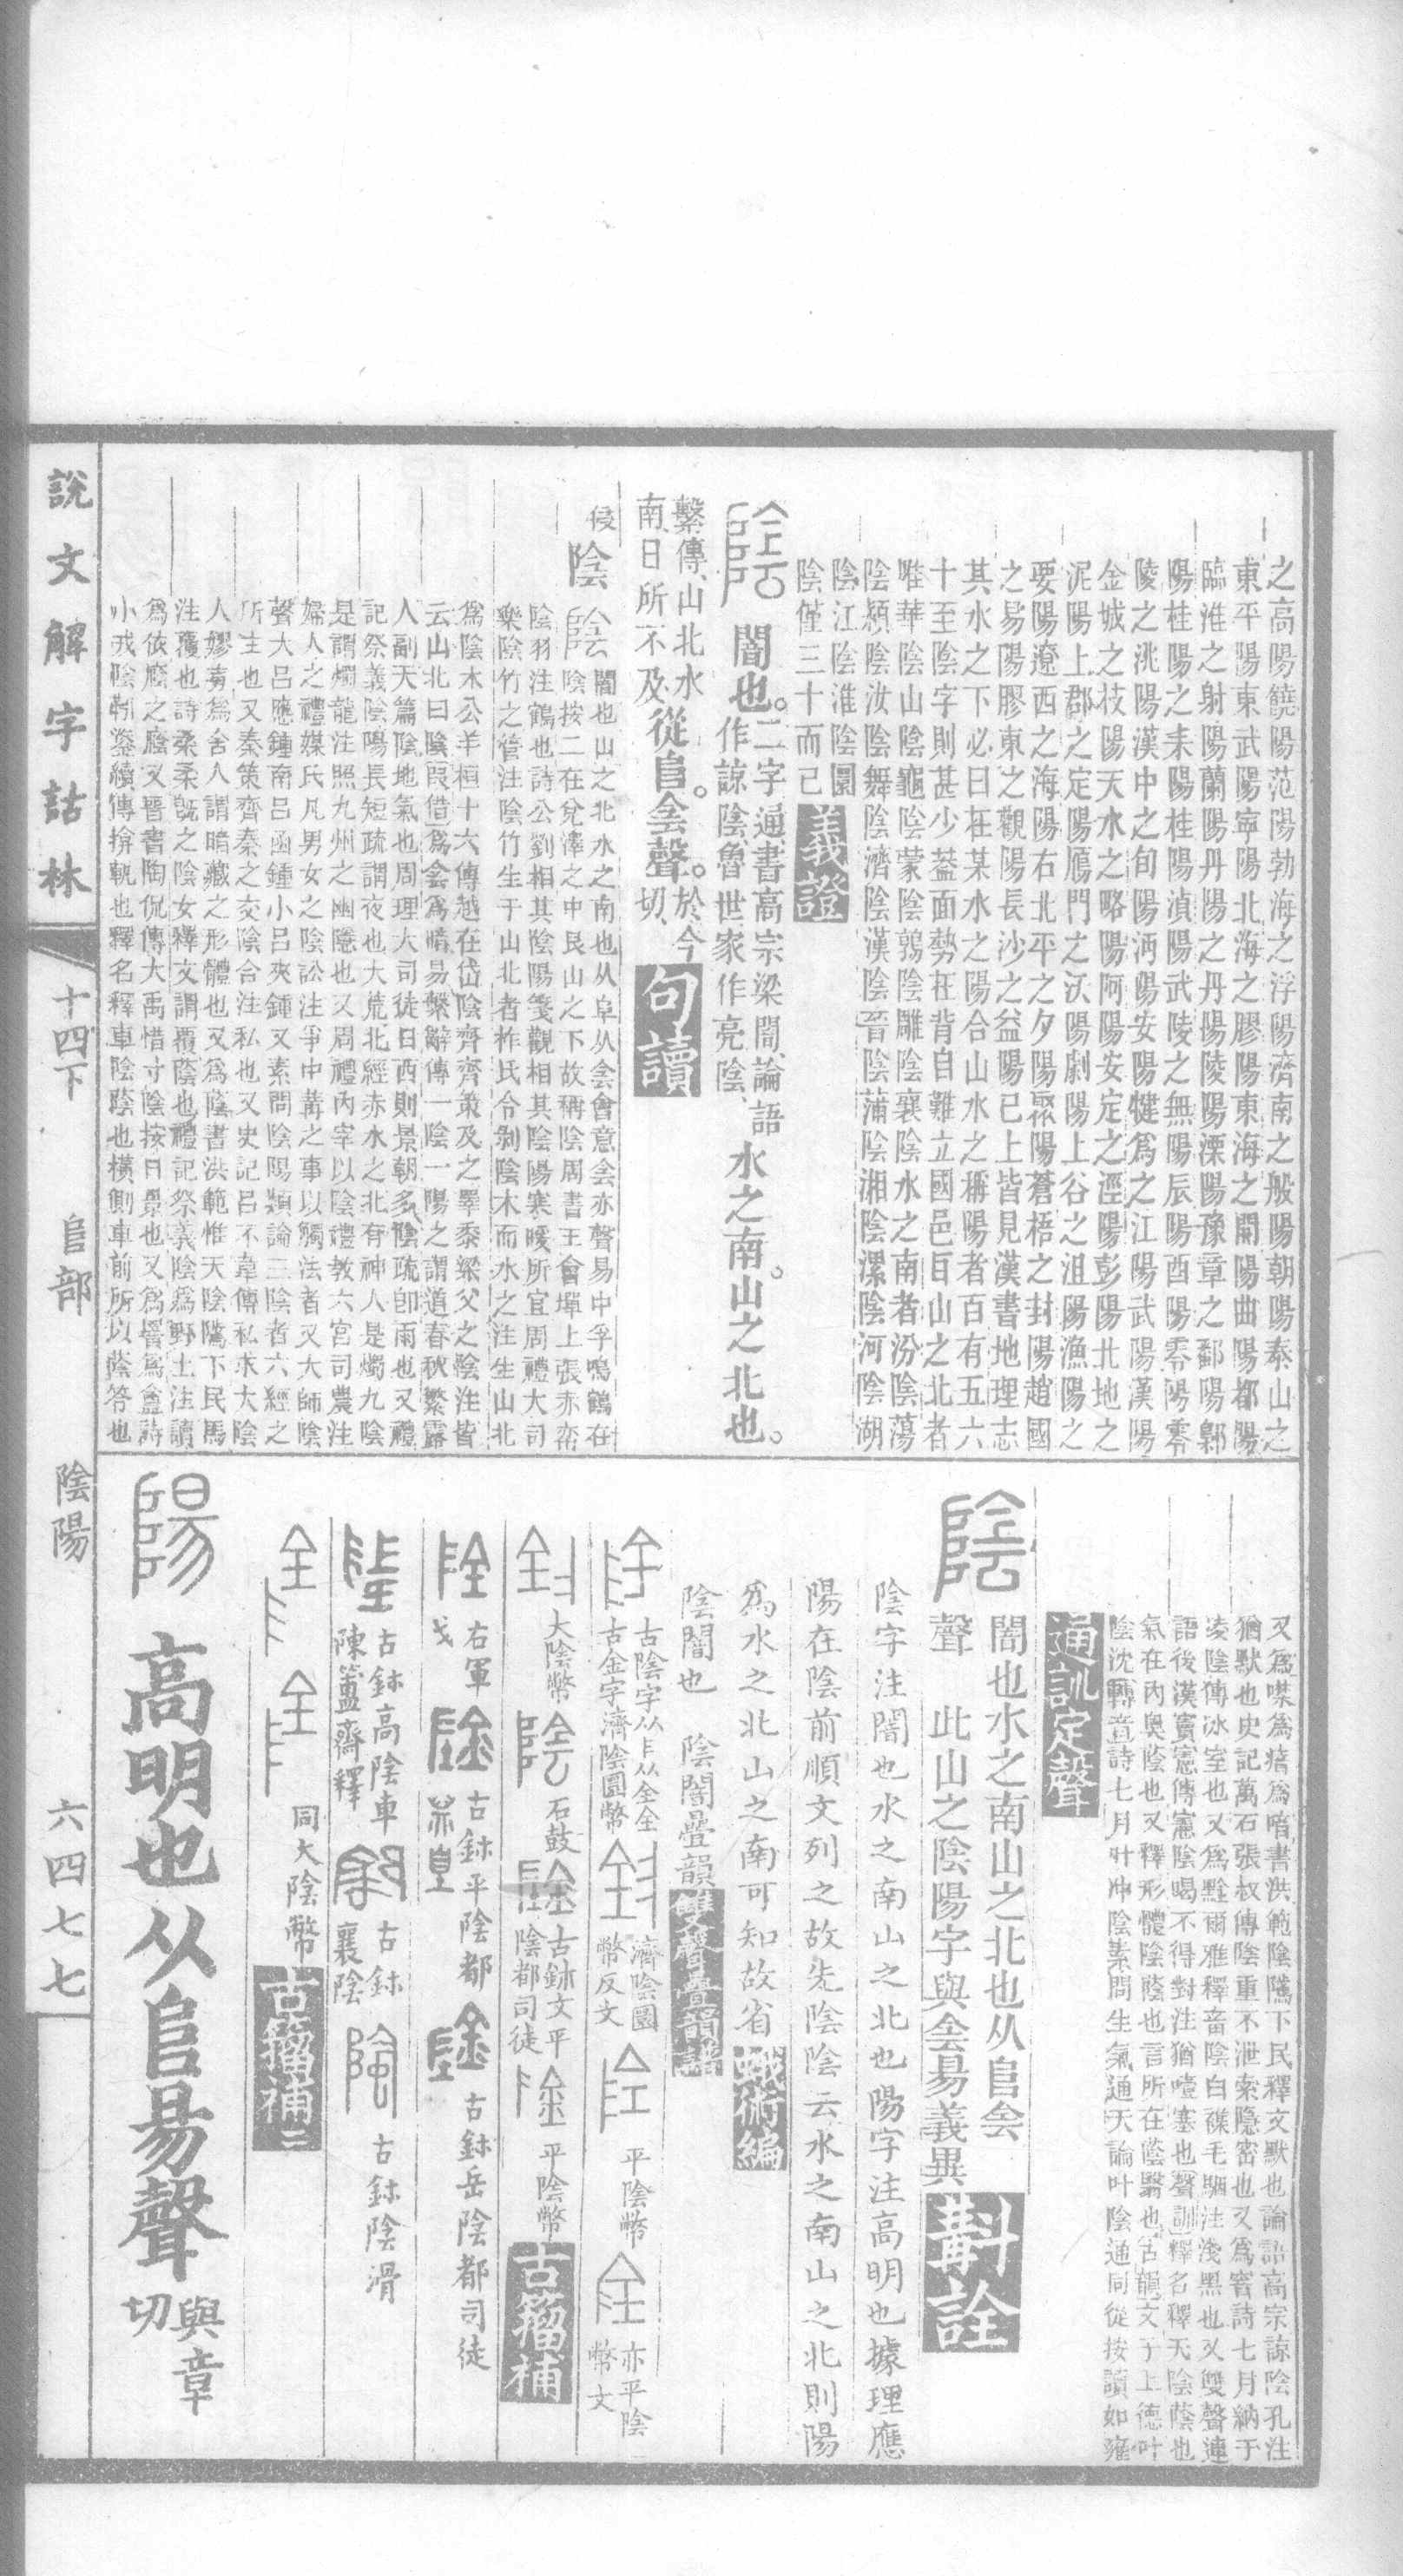 之高陽饒陽范陽勃海之浮陽濟南之般陽朝陽泰山之
東平陽東武陽寧陽北海之膠陽東海之開陽曲陽都陽
臨淮之射陽蘭陽丹陽之丹陽陵陽溧陽豫章之鄱陽鄡
陽桂陽之耒陽桂陽湞陽武陵之無陽辰陽酉陽零陽零
陵之洮陽漢中之旬陽沔陽安陽犍爲之江陽武陽漢陽
金城之枝陽天水之略陽阿陽安定之涇陽彭陽北地之
泥陽上郡之定陽鴈門之沃陽劇陽上谷之沮陽漁陽之
要陽遼西之海陽右北平之夕陽聚陽蒼梧之封陽趙國
之易陽膠東之觀陽長沙之益陽已上皆見漢書地理志
其水之下必曰在某水之陽合山水之稱陽者百有五六
十至陰字則甚少葢面勢在背自難立國邑㠯山之北者
唯華陰山陰龜陰蒙陰鶉陰雕陰襄陰水之南者汾陰蕩
陰潁陰汝陰舞陰濟陰漢陰晉陰蒲陰湘陰漯陰河陰湖
陰江陰淮陰圜
陰僅三十而已 義證
闇也。二字通書高宗梁闇、論語作諒陰、魯世家作亮陰、水之南。山之北也。
繫傳、山北水南、日所不及、從𨸏。侌聲。於今切、句讀
侵 陰 闇也山之北水之南也从阜从侌會意侌亦聲易中孚鳴鶴在
陰按二在兌澤之中艮山之下故稱陰周書王會墠上張赤帟
陰羽注鶴也詩公劉相其陰陽箋觀相其陰陽寒暖所宜周禮大司
樂陰竹之管注陰竹生于山北者柞氏令剝陰木而水之注生山北
爲陰木公羊桓十六傳越在岱陰齊齊策及之睪黍梁父之陰注皆
云山北曰陰叚借爲侌爲暗易繫辭傳一陰一陽之謂道春秋繁露
人副天篇陰地氣也周理大司徒日西則景朝多陰疏卽雨也又禮
記祭義陰陽長短疏謂夜也大荒北經赤水之北有神人是燭九陰
是謂燭龍注照九州之幽隱也又周禮內宰以陰禮教六宮司農注
婦人之禮媒氏凡男女之陰訟注爭中冓之事以觸法者又大師陰
聲大呂應鍾南呂函鍾小呂夾鍾又素問陰陽類論三陰者六經之
所主也又秦策齊秦之交陰合注私也又史記呂不韋傳私求大陰
人嫪毐爲舍人謂暗藏之形體也又爲蔭書洪範惟天陰騭下民馬
注覆也詩桑柔旣之陰女釋文謂覆蔭也禮記祭義陰爲野土注讀
爲依廕之廕又晉書陶侃傳大禹惜寸陰按日景也又爲罯爲盦詩
小戎陰靷鋈續傳揜軓也釋名釋車陰蔭也橫側車前所以蔭笭也
又爲噤爲瘖爲喑書洪範陰騭下民釋文默也論語高宗諒陰孔注
猶默也史記萬石張叔傳陰重不泄索隱密也又爲窨詩七月納于
凌陰傳冰室也又爲黫爾雅釋畜陰白襍毛駰注淺黑也又雙聲連
語後漢竇憲傳憲陰喝不得對注猶噎塞也聲訓釋名釋天陰蔭也
氣在內奧蔭也又釋形體陰蔭也言所在蔭翳也古韻文子上德叶
陰沈轉音詩七月叶沖陰素問生氣通天論叶陰通同從按讀如雍
通訓定聲
闇也水之南山之北也从𨸏侌
聲 此山之陰陽字與侌昜義異 斠詮
陰字注闇也水之南山之北也陽字注高明也據理應
陽在陰前順文列之故先陰陰云水之南山之北則陽
爲水之北山之南可知故省 蛾術編
陰闇也 陰闇疊韻 雙聲疊韻譜
古陰字从阝从仝仝
古金字濟陰圜幣 濟陰圜
幣反文 平陰幣 亦平陰
幣文
大陰幣 石鼓 古鉥文平
陰都司徒 平陰幣 古籀補
右軍
戈 古鉥平陰都 古鉥岳陰都司徒
古鉥高陰車
陳簠齋釋 古鉥
襄陰 古鉥陰滑
同大陰幣 古籀補二
高明也从𨸏昜聲 與章
切
說文解字詁林 十四下 𨸏部 陰陽 六四七七